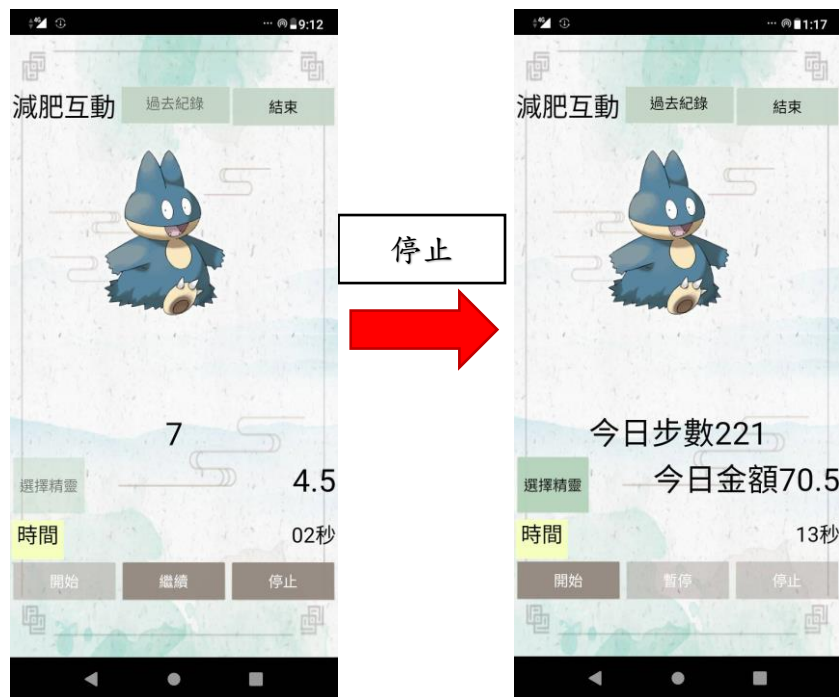 9:12
減肥互動
過去紀錄
結束
7
選擇精靈
4.5
時間
02秒
開始
繼續
停止
停止
1:17
減肥互動
過去紀錄
結束
今日步數221
選擇精靈
今日金額70.5
時間
13秒
開始
暫停
停止